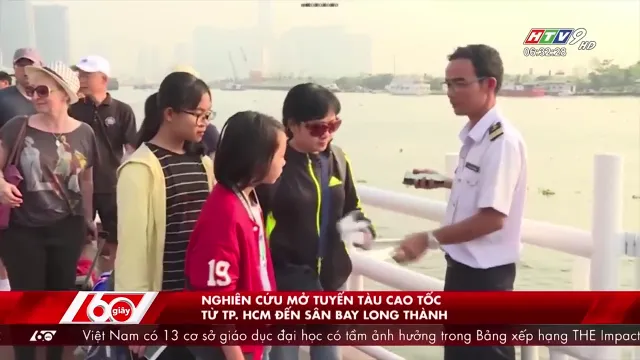 HTV9 HD
06:32:28
19
60 giây
NGHIÊN CỨU MỞ TUYẾN TÀU CAO TỐC
TỪ TP. HCM ĐẾN SÂN BAY LONG THÀNH
60 Việt Nam có 13 cơ sở giáo dục đại học có tầm ảnh hưởng trong Bảng xếp hạng THE Impac